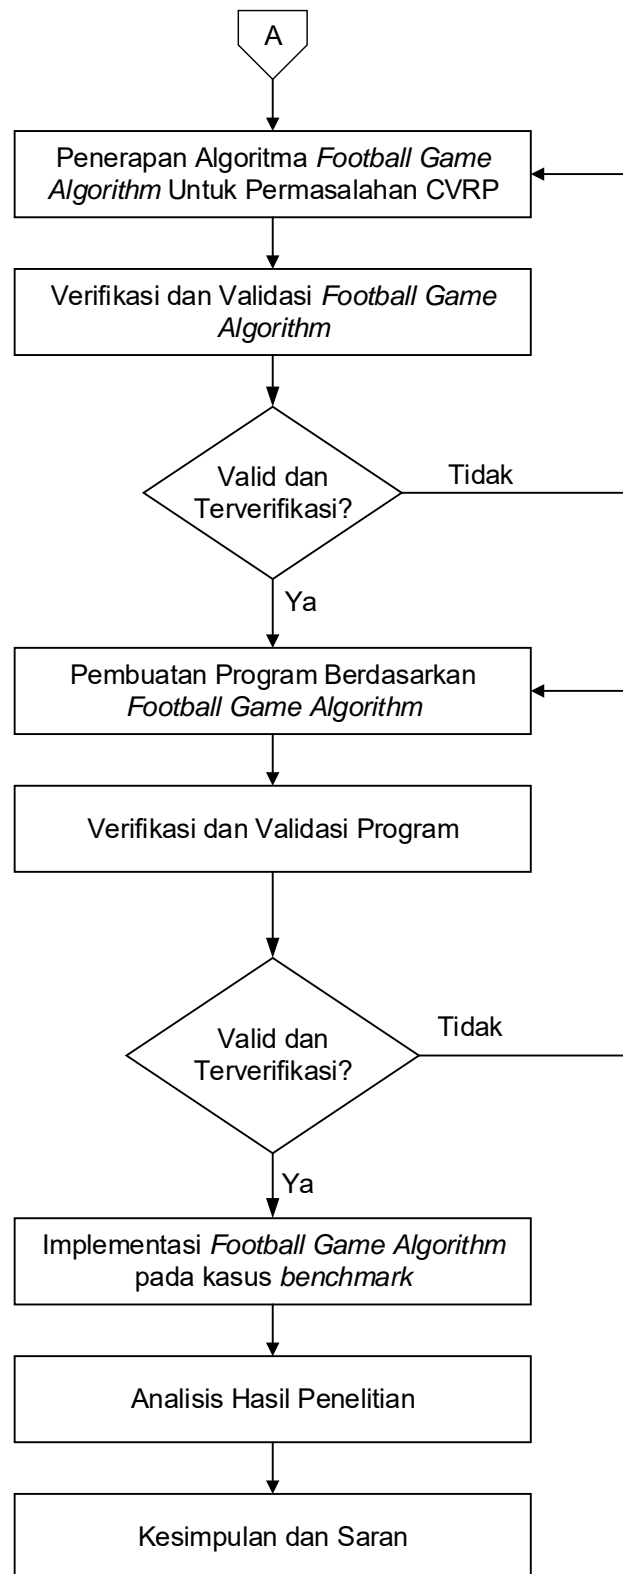 A
Penerapan Algoritma Football Game
Algorithm Untuk Permasalahan CVRP
Verifikasi dan Validasi Football Game
Algorithm
Valid dan
Terverifikasi?
Tidak
Ya
Pembuatan Program Berdasarkan
Football Game Algorithm
Verifikasi dan Validasi Program
Valid dan
Terverifikasi?
Tidak
Ya
Implementasi Football Game Algorithm
pada kasus benchmark
Analisis Hasil Penelitian
Kesimpulan dan Saran